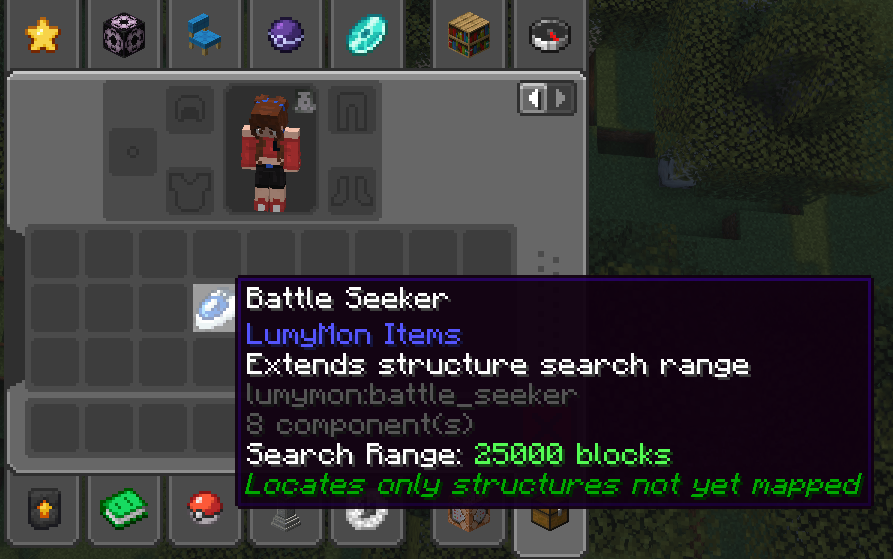 Battle Seeker
LumyMon Items
Extends structure search range
lumymon:battle_seeker
8 component(s)
Search Range: 25000 blocks
Locates only structures not yet mapped